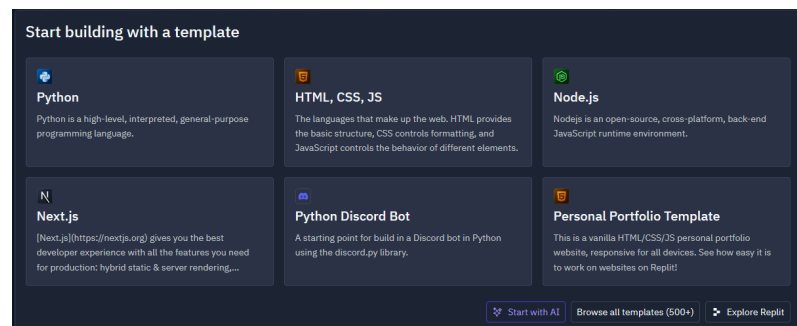 Start building with a template
Python
Python is a high-level, interpreted, general-purpose
programming language.
HTML, CSS, JS
The languages that make up the web. HTML provides
the basic structure, CSS controls formatting, and
JavaScript controls the behavior of different elements.
Node.js
Nodejs is an open-source, cross-platform, back-end
JavaScript runtime environment.
Next.js
[Next.js](https://nextjs.org) gives you the best
developer experience with all the features you need
for production: hybrid static & server rendering,...
Python Discord Bot
A starting point for build in a Discord bot in Python
using the discord.py library.
Personal Portfolio Template
This is a vanilla HTML/CSS/JS personal portfolio
website, responsive for all devices. See how easy it is
to work on websites on Replit!
Start with AI
Browse all templates (500+)
Explore Replit